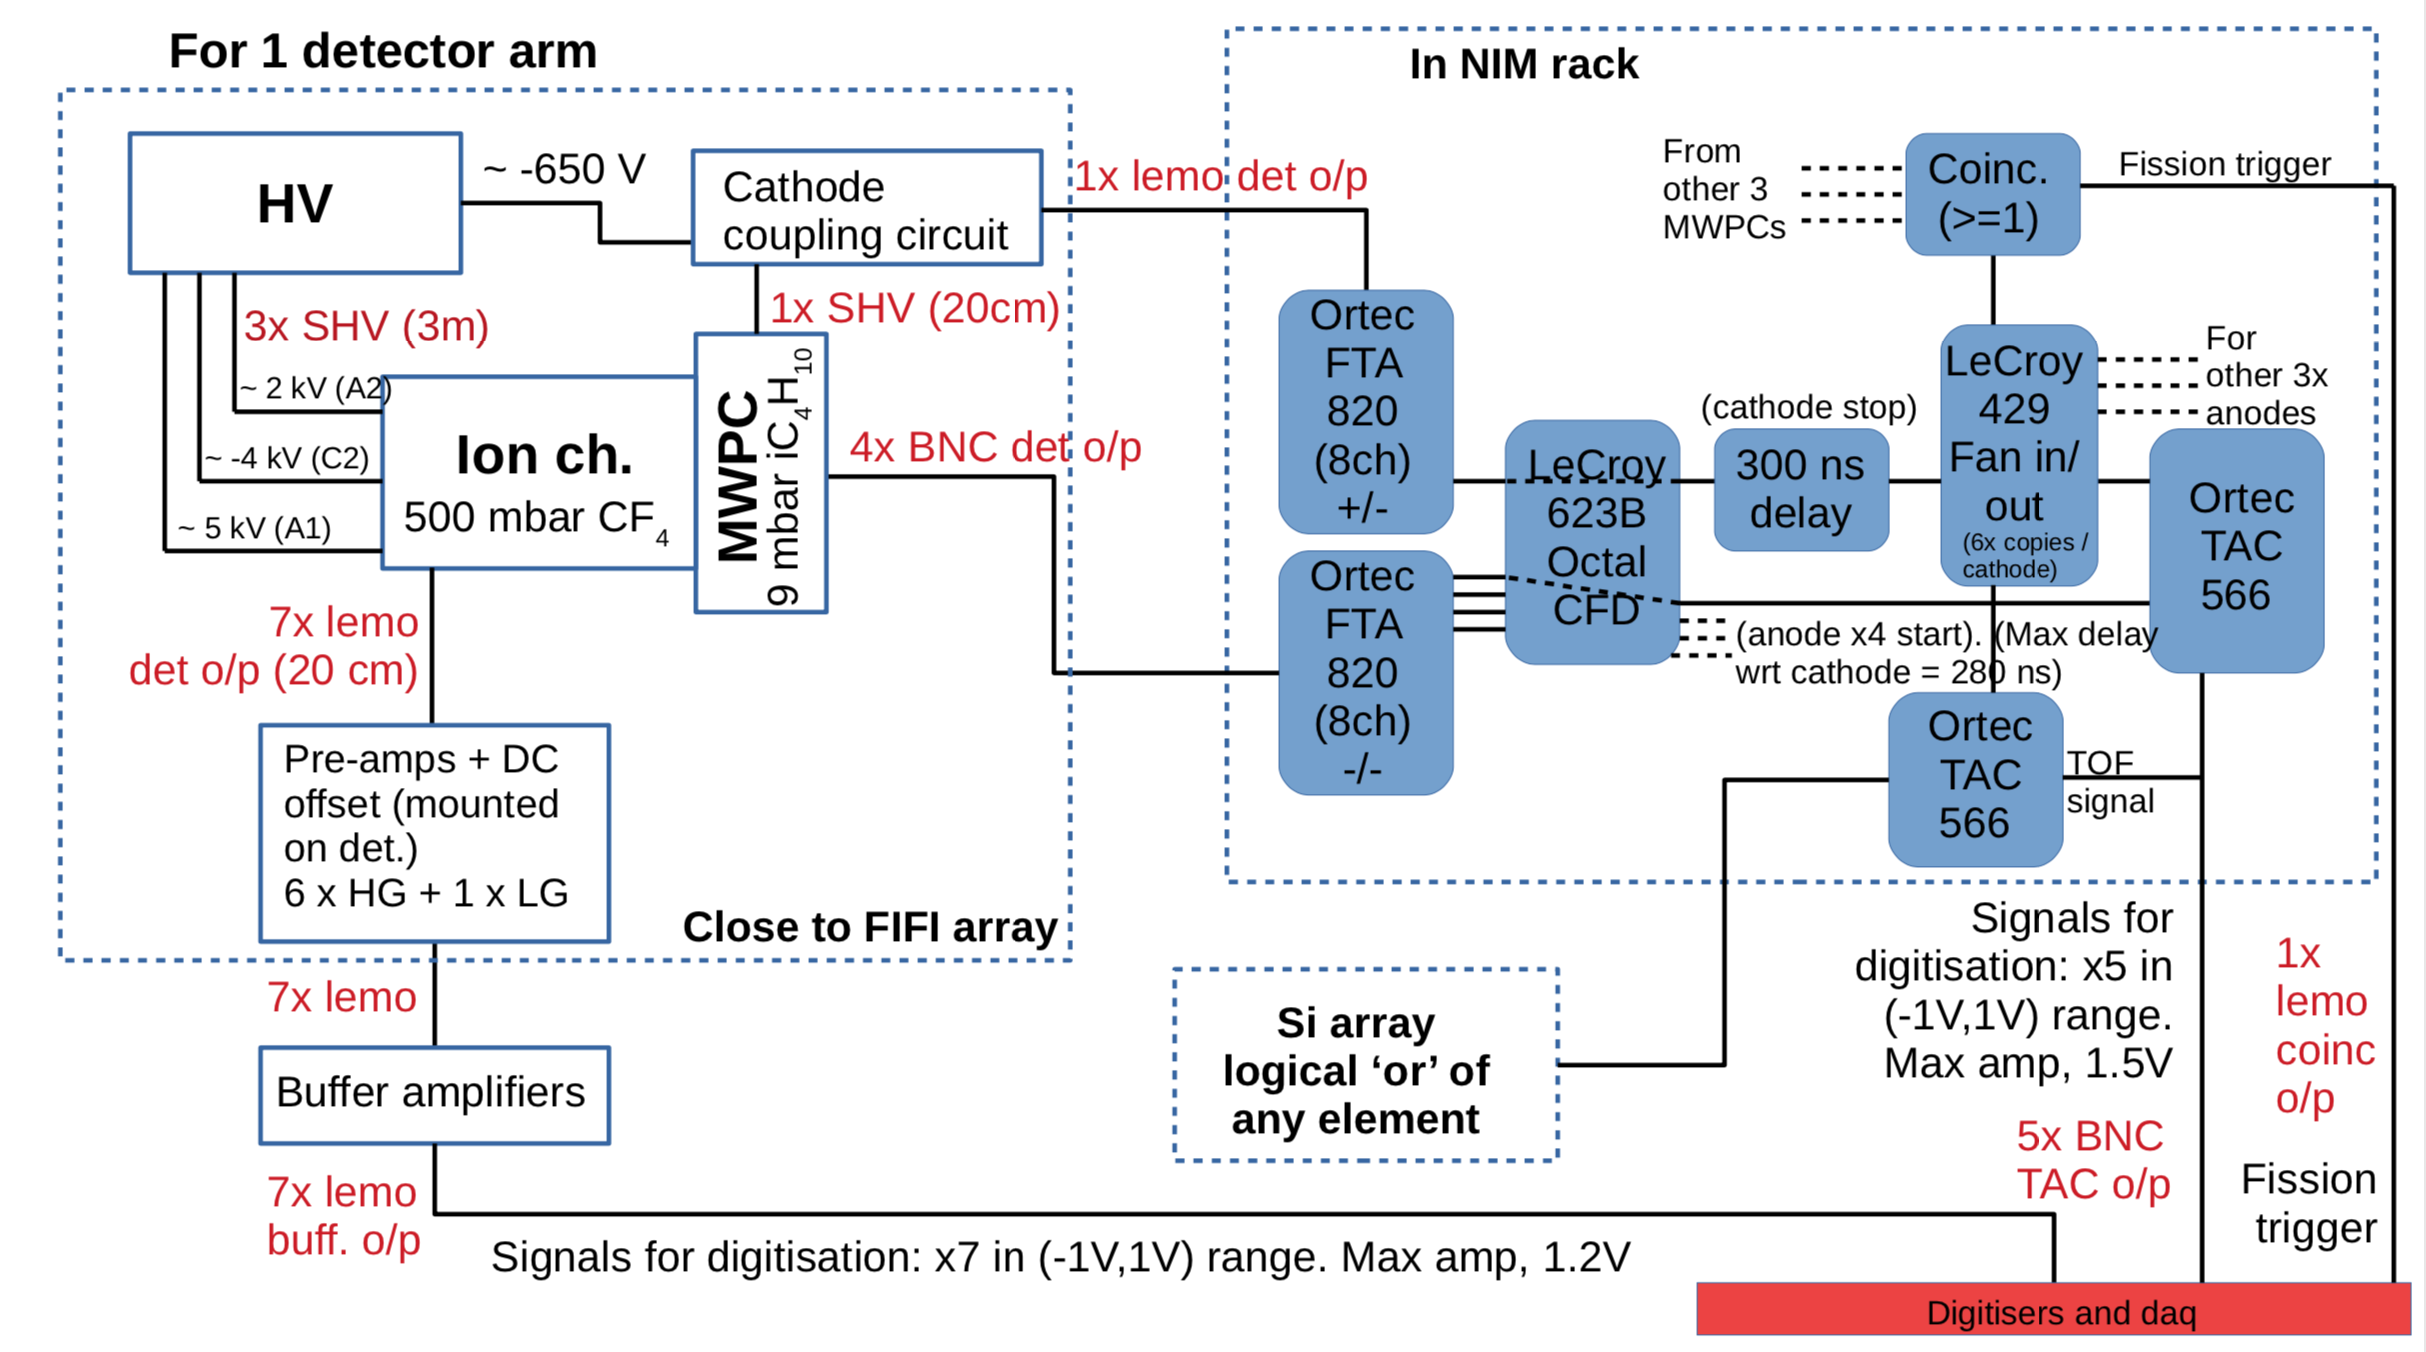 For 1 detector arm
HV
~ -650 V
Cathode
coupling circuit
1x lemo det o/p
3x SHV (3m)
1x SHV (20cm)
~ 2 kV (A2)
~ -4 kV (C2)
~ 5 kV (A1)
Ion ch.
500 mbar CF4
MWPC
9 mbar iC4H10
4x BNC det o/p
7x lemo
det o/p (20 cm)
Pre-amps + DC
offset (mounted
on det.)
6 x HG + 1 x LG
Close to FIFI array
7x lemo
Buffer amplifiers
7x lemo
buff. o/p
Signals for digitisation: x7 in (-1V,1V) range. Max amp, 1.2V
In NIM rack
From
other 3
MWPCs
Coinc.
(>=1)
Fission trigger
Ortec
FTA
820
(8ch)
+/-
Ortec
FTA
820
(8ch)
-/-
LeCroy
623B
Octal
CFD
(cathode stop)
300 ns
delay
LeCroy
429
Fan in/
out
(6x copies /
cathode)
For
other 3x
anodes
Ortec
TAC
566
(anode x4 start). (Max delay
wrt cathode = 280 ns)
Ortec
TAC
566
TOF
signal
Si array
logical ‘or’ of
any element
Signals for
digitisation: x5 in
(-1V,1V) range.
Max amp, 1.5V
5x BNC
TAC o/p
1x
lemo
coinc
o/p
Fission
trigger
Digitisers and daq